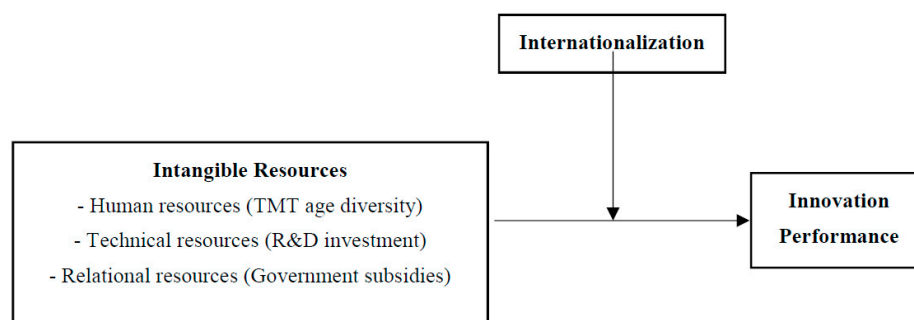 Internationalization
Intangible Resources
- Human resources (TMT age diversity)
- Technical resources (R&D investment)
- Relational resources (Government subsidies)
Innovation
Performance